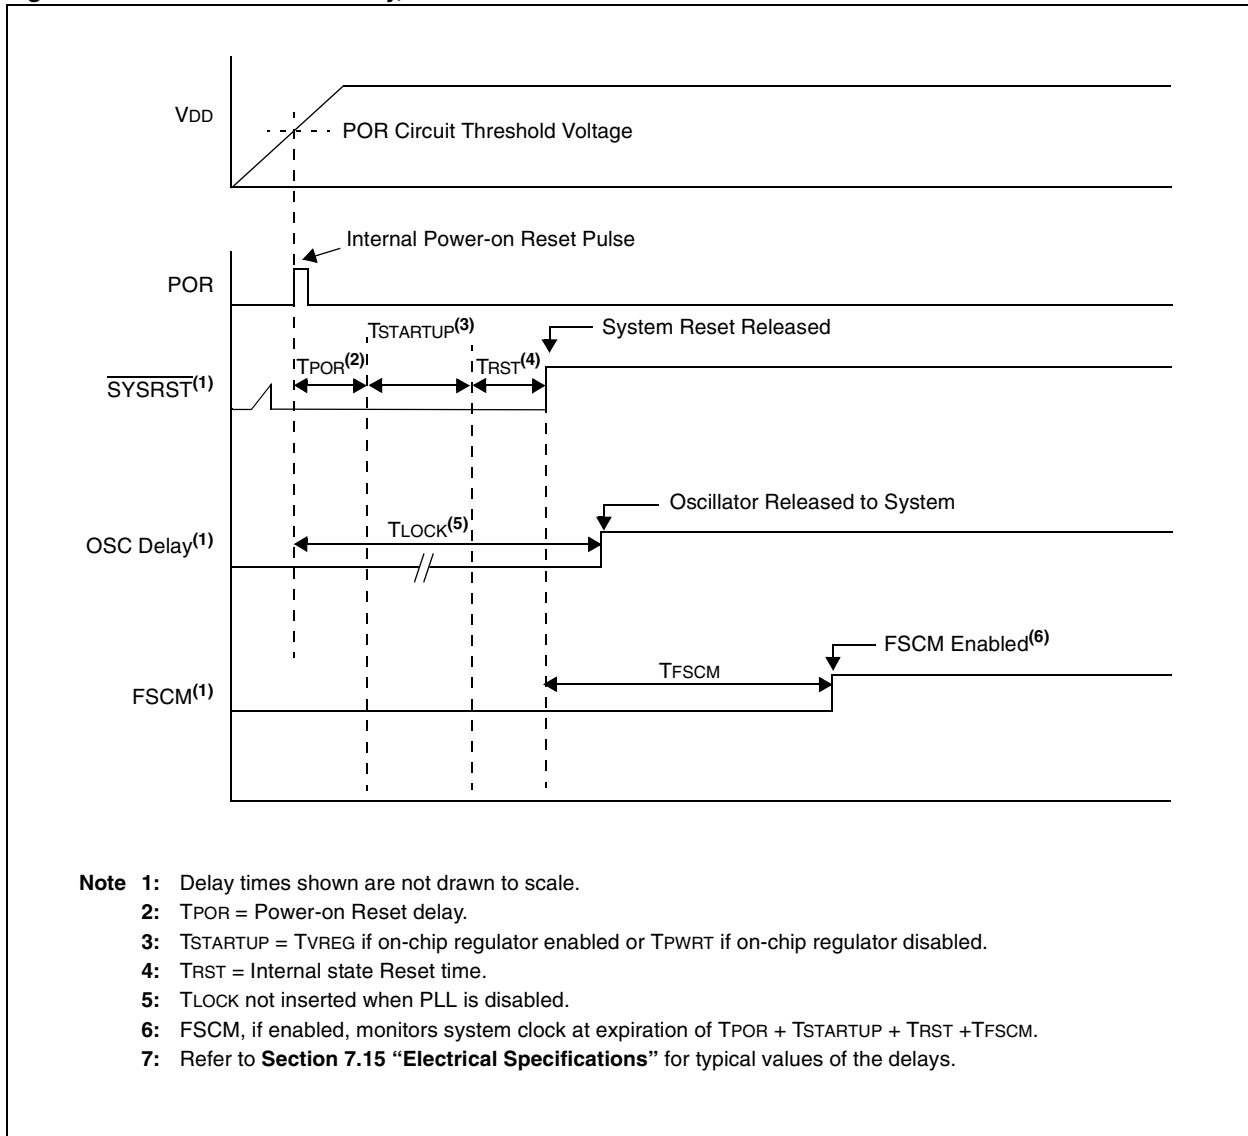 VDD
POR Circuit Threshold Voltage
Internal Power-on Reset Pulse
POR
TSTARTUP(3)
System Reset Released
TPOR(2)
TRST(4)
SYSRST(1)
Oscillator Released to System
TLOCK(5)
OSC Delay(1)
FSCM Enabled(6)
TFSCM
FSCM(1)
Note 1: Delay times shown are not drawn to scale.
2: TPOR = Power-on Reset delay.
3: TSTARTUP = TVREG if on-chip regulator enabled or TPWRT if on-chip regulator disabled.
4: TRST = Internal state Reset time.
5: TLOCK not inserted when PLL is disabled.
6: FSCM, if enabled, monitors system clock at expiration of TPOR + TSTARTUP + TRST +TFSCM.
7: Refer to Section 7.15 “Electrical Specifications” for typical values of the delays.